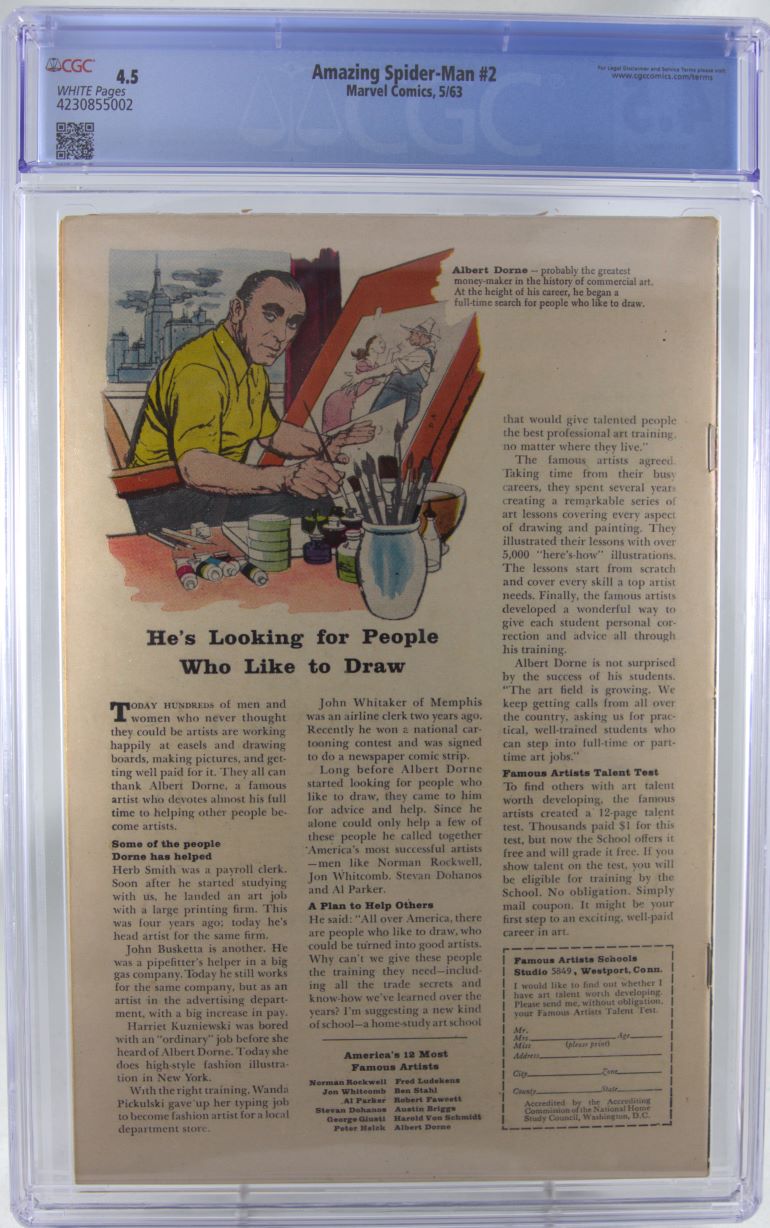 CGC 4.5
WHITE Pages
4230855002
Amazing Spider-Man #2
Marvel Comics, 5/63
For Legal Disclaimer and Service Terms please visit
www.cgccomics.com/terms
CGC
Albert Dorne — probably the greatest
money-maker in the history of commercial art.
At the height of his career, he began a
full-time search for people who like to draw.
He's Looking for People
Who Like to Draw
TODAY HUNDREDS of men and
women who never thought
they could be artists are working
happily at easels and drawing
boards, making pictures, and get-
ting well paid for it. They all can
thank Albert Dorne, a famous
artist who devotes almost his full
time to helping other people be-
come artists.
Some of the people
Dorne has helped
Herb Smith was a payroll clerk.
Soon after he started studying
with us, he landed an art job
with a large printing firm. This
was four years ago: today he's
head artist for the same firm.
John Busketta is another. He
was a pipefitter's helper in a big
gas company. Today he still works
for the same company, but as an
artist in the advertising depart-
ment, with a big increase in pay.
Harriet Kuzniewski was bored
with an "ordinary" job before she
heard of Albert Dorne. Today she
does high-fashion fashion illustra-
tion in New York.
With the right training, Wanda
Pickulski gave up her typing job
to become fashion artist for a local
department store.
John Whitaker of Memphis
was an airline clerk two years ago.
Recently he won a national car-
tooning contest and was signed
to do a newspaper comic strip.
Long before Albert Dorne
started looking for people who
like to draw, they came to him
for advice and help. Since he
alone could only help a few of
these people he called together
America's most successful artists
—men like Norman Rockwell,
Jon Whitcomb. Stevan Dohanos
and Al Parker.
A Plan to Help Others
He said: "All over America, there
are people who like to draw, who
could be turned into good artists.
Why can't we give these people
the training they need—includ-
ing all the trade secrets and
know-how we've learned over the
years? I'm suggesting a new kind
of school—a home-study art school
America's 12 Most
Famous Artists
Norman Rockwell Fred Ludekens
Jon Whitcomb Ben Stahl
Al Parker Robert Fawcett
Stevan Dohanos Austin Briggs
George Giusti Harold Von Schmidt
Peter Helck Albert Dorne
that would give talented people
the best professional art training,
no matter where they live."
The famous artists agreed.
Taking time from their busy
careers, they spent several years
creating a remarkable series of
art lessons covering every aspect
of drawing and painting. They
illustrated their lessons with over
5,000 "here's-how" illustrations.
The lessons start from scratch
and cover every skill a top artist
needs. Finally, the famous artists
developed a wonderful way to
give each student personal cor-
rection and advice all through
his training.
Albert Dorne is not surprised
by the success of his students.
"The art field is growing. We
keep getting calls from all over
the country, asking us for prac-
tical, well-trained students who
can step into full-time or part-
time art jobs."
Famous Artists Talent Test
To find others with art talent
worth developing, the famous
artists created a 12-page talent
test. Thousands paid $1 for this
test, but now the School offers it
free and will grade it free. If you
show talent on the test, you will
be eligible for training by the
School. No obligation. Simply
mail coupon. It might be your
first step to an exciting, well-paid
career in art.
Famous Artists Schools
Studio 5849, Westport, Conn.
I would like to find out whether I
have art talent worth developing.
Please send me, without obligation,
your Famous Artists Talent Test.
Mr.
Mrs. Age
Miss (please print)
Address
City Zone
County State
Accredited by the Accrediting
Commission of the National Home
Study Council, Washington, D.C.